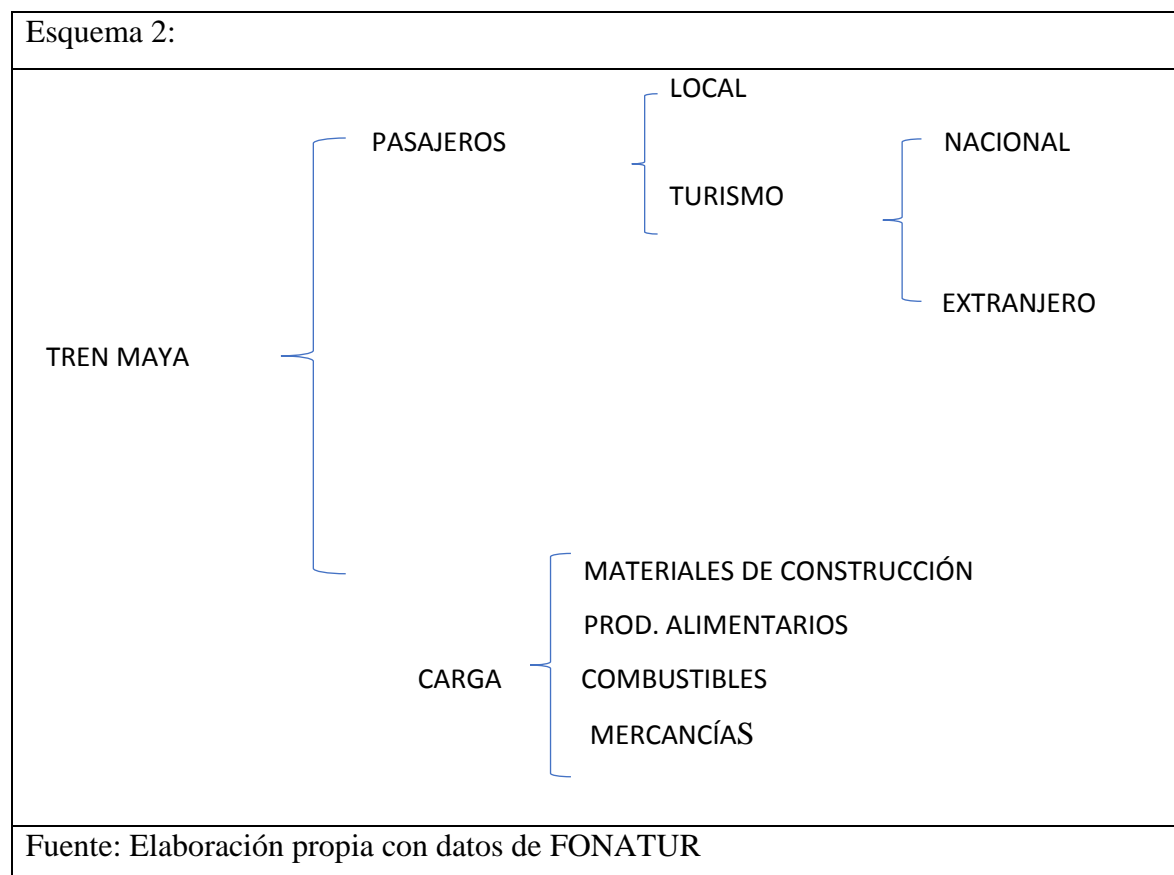 Esquema 2:
LOCAL
PASAJEROS
NACIONAL
TURISMO
EXTRANJERO
TREN MAYA
MATERIALES DE CONSTRUCCIÓN
PROD. ALIMENTARIOS
CARGA
COMBUSTIBLES
MERCANCÍAS
Fuente: Elaboración propia con datos de FONATUR